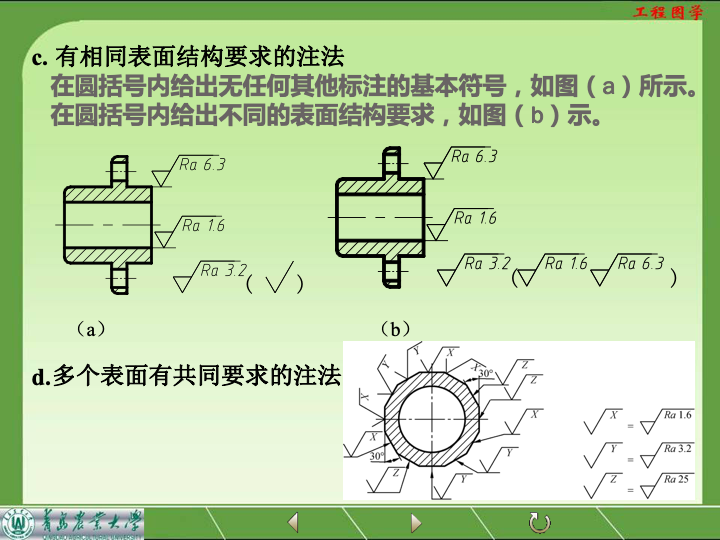 工程图学
c. 有相同表面结构要求的注法
在圆括号内给出无任何其他标注的基本符号，如图（a）所示。
在圆括号内给出不同的表面结构要求，如图（b）示。
Ra 6.3
Ra 1.6
Ra 3.2 ( )
（a）
Ra 6.3
Ra 1.6
Ra 3.2 ( Ra 1.6 Ra 6.3 )
（b）
d.多个表面有共同要求的注法
Y X X Z
Y 30° Z
X X
X Y
30°
Z Y
X = Ra 1.6
Y = Ra 3.2
Z = Ra 25
青岛农业大学
QINGDAO AGRICULTURAL UNIVERSITY